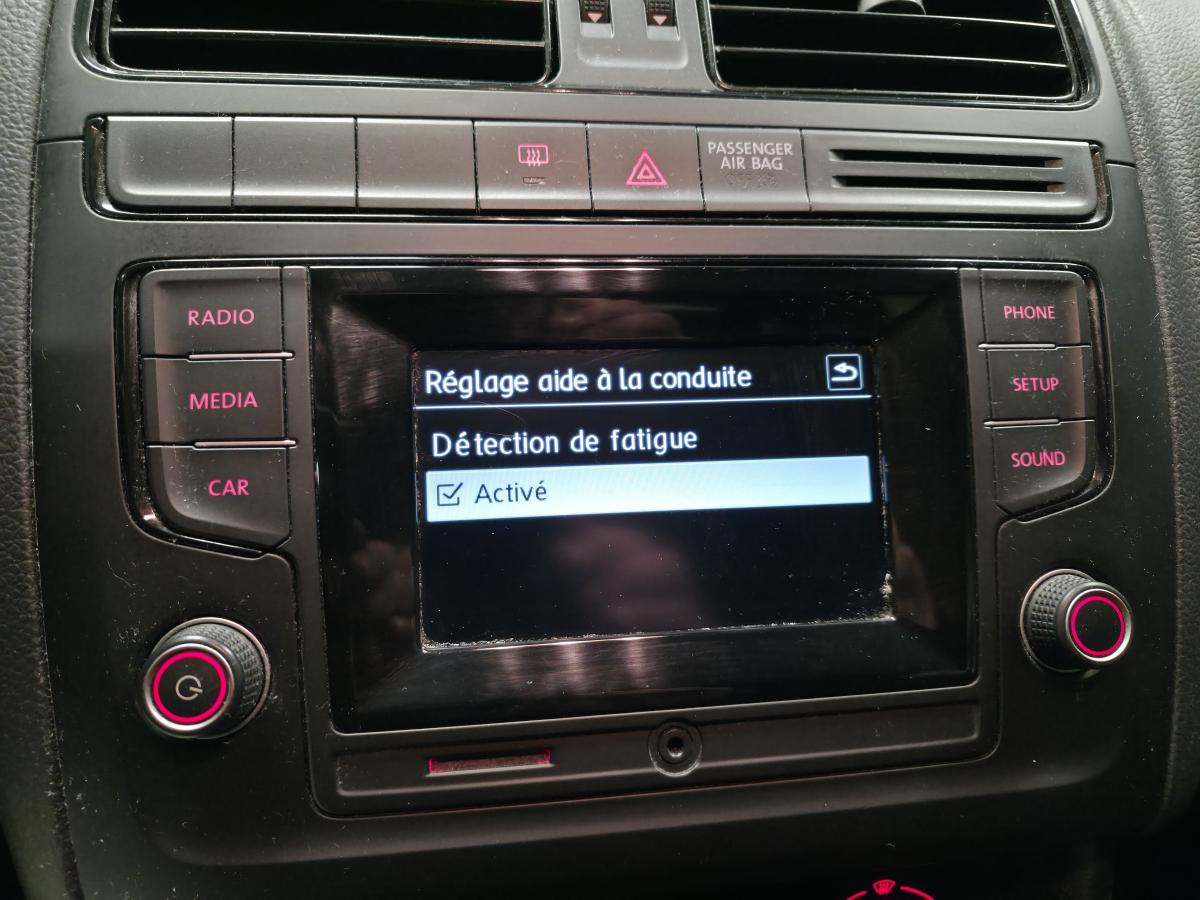 PASSENGER
AIR BAG
RADIO
MEDIA
CAR
Réglage aide à la conduite
Détection de fatigue
Activé
PHONE
SETUP
SOUND